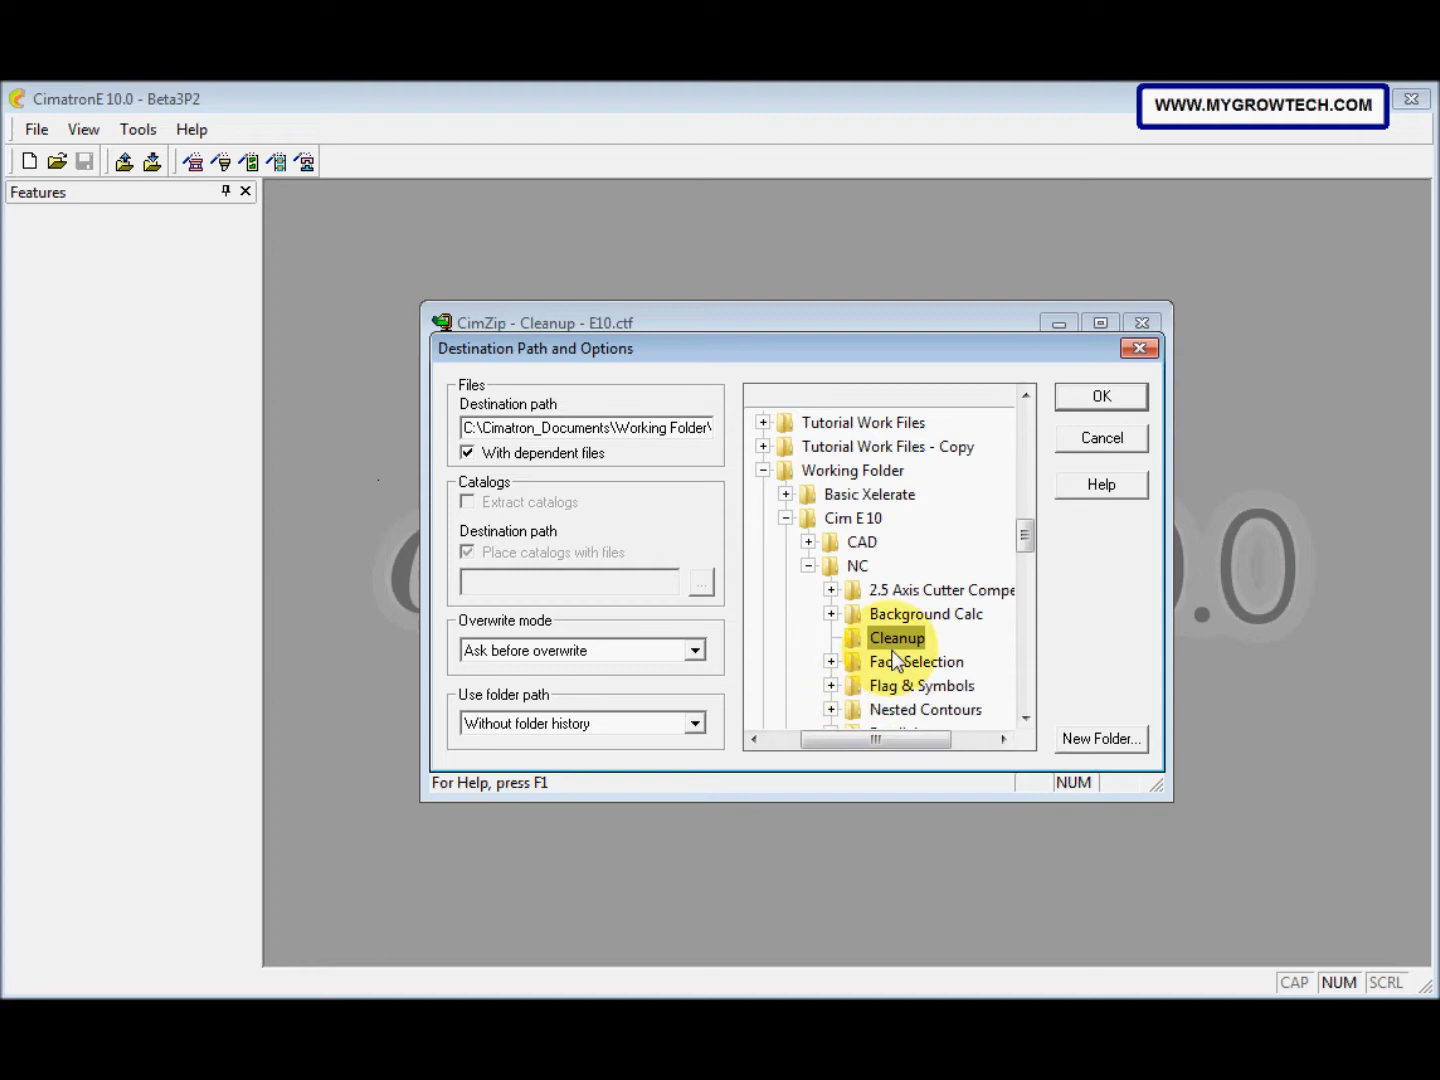 CimatronE 10.0 - Beta3P2
WWW.MYGROWTECH.COM
File View Tools Help
Features
CimZip - Cleanup - E10.ctf
Destination Path and Options
Files
Destination path
C:\Cimatron_Documents\Working Folder\
With dependent files
Catalogs
Extract catalogs
Destination path
Place catalogs with files
...
Overwrite mode
Ask before overwrite
Use folder path
Without folder history
Tutorial Work Files
Tutorial Work Files - Copy
Working Folder
Basic Xelerate
Cim E10
CAD
NC
2.5 Axis Cutter Compe
Background Calc
Cleanup
Selection
Flag & Symbols
Nested Contours
OK
Cancel
Help
New Folder...
For Help, press F1
NUM
.0
CAP NUM SCRL